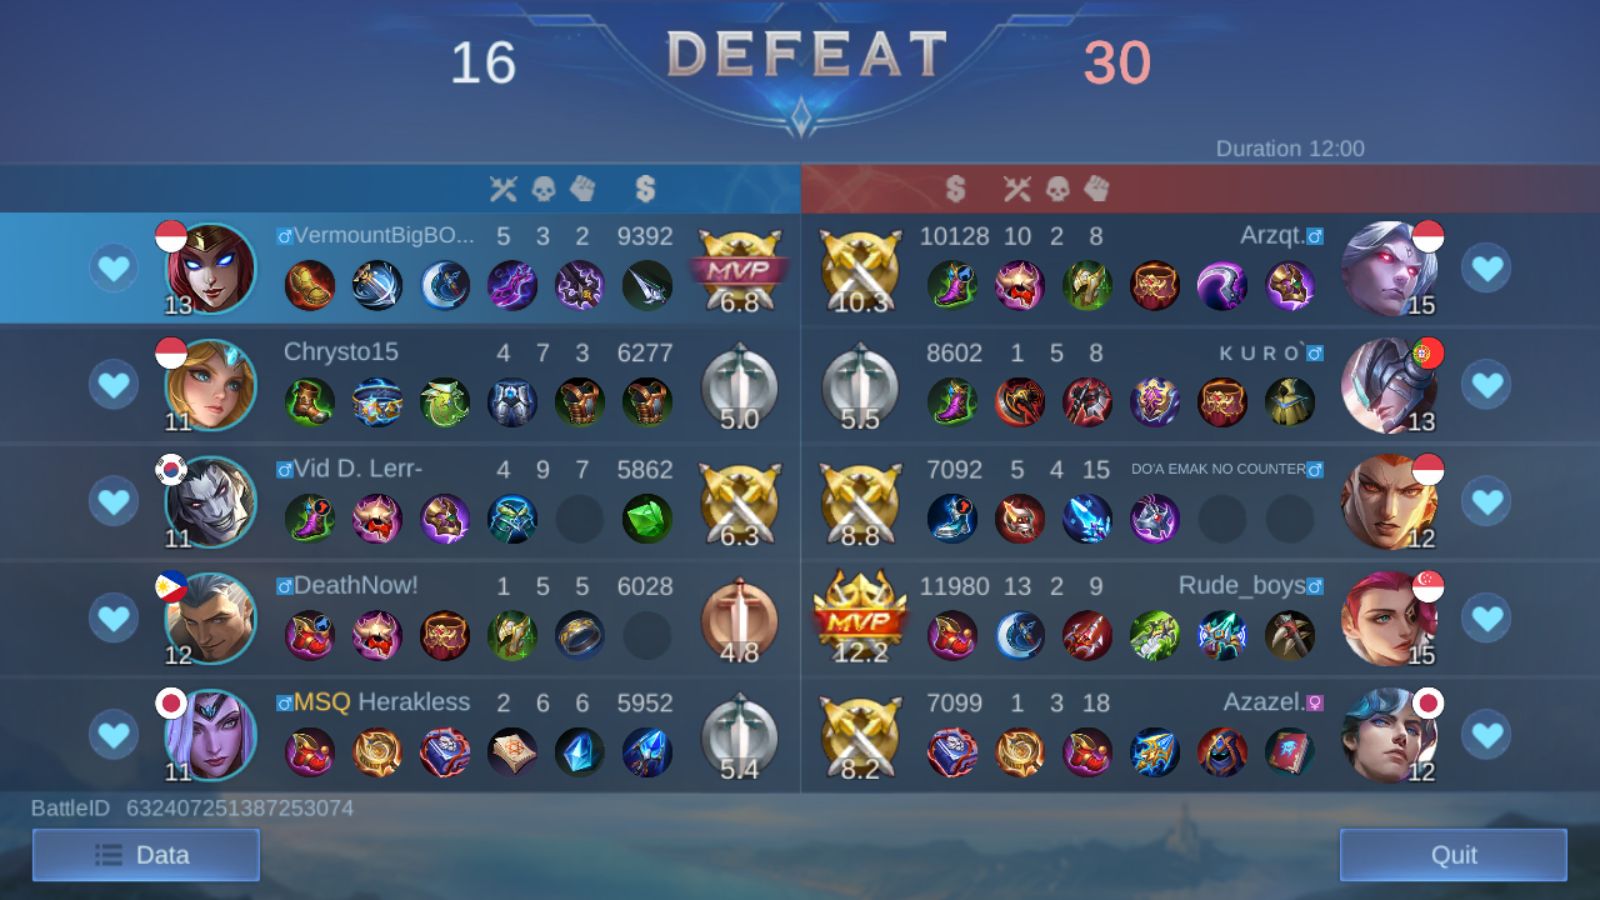 16 DEFEAT 30
Duration 12:00
VermountBigBO... 5 3 2 9392 MVP 6.8
13
10128 10 2 8 Arzqt. 10.3
15
Chrysto15 4 7 3 6277 5.0
11
8602 1 5 8 K U R O` 5.5
13
Vid D. Lerr- 4 9 7 5862 6.3
11
7092 5 4 15 DO'A EMAK NO COUNTER 8.8
12
DeathNow! 1 5 5 6028 4.8
12
11980 13 2 9 Rude_boys MVP 12.2
15
MSQ Herakless 2 6 6 5952 5.4
11
7099 1 3 18 Azazel. 8.2
12
BattleID 632407251387253074
Data
Quit